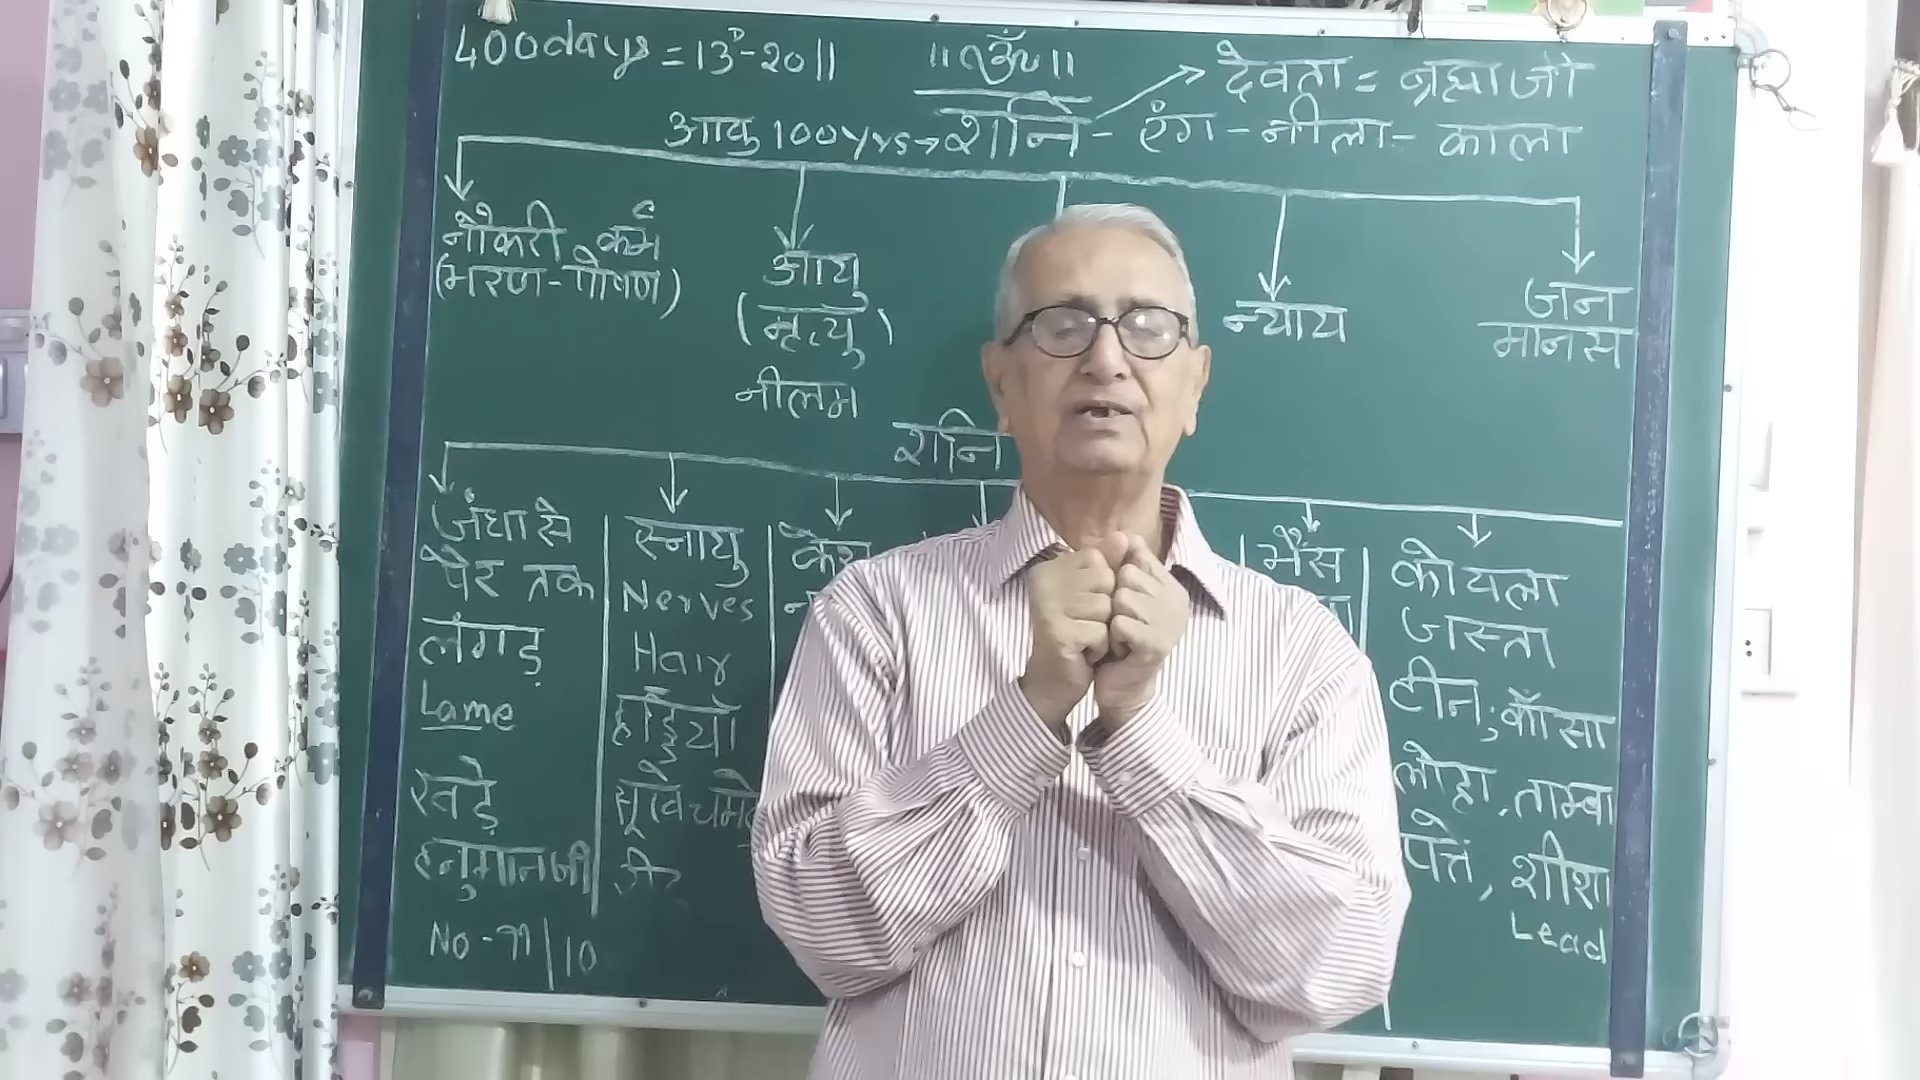 400days = 13°-20॥
॥ॐ॥
देवता = ब्रह्माजी
आयु 100yrs→शनि - रंग - नीला - काला
नौकरी कर्म
(भरण-पोषण)
आयु
(मृत्यु)
नीलम
न्याय
जन
मानस
शनि
जंघा से
पैर तक
लंगड़
Lame
खड़े
हनुमानजी
No-71/10
स्नायु
Nerves
Hair
हड्डियाँ
केश
भैंस
कोयला
जस्ता
टीन; काँसा
लोहा, ताम्बा
पत्ते, शीशा
Lead